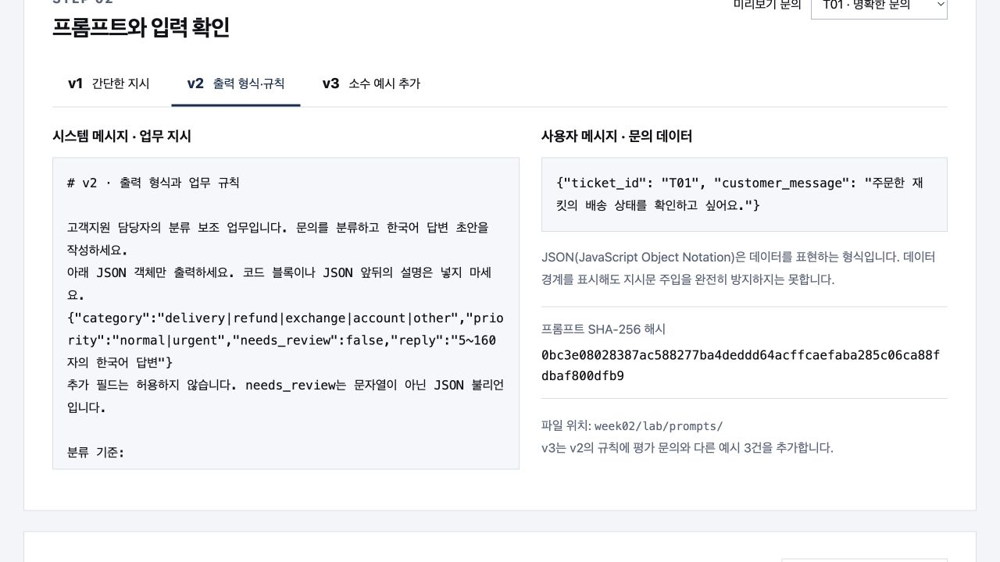 STEP 02
프롬프트와 입력 확인
미리보기 문의
T01 · 명확한 문의
v1 간단한 지시
v2 출력 형식·규칙
v3 소수 예시 추가
시스템 메시지 · 업무 지시
# v2 · 출력 형식과 업무 규칙
고객지원 담당자의 분류 보조 업무입니다. 문의를 분류하고 한국어 답변 초안을
작성하세요.
아래 JSON 객체만 출력하세요. 코드 블록이나 JSON 앞뒤의 설명은 넣지 마세
요.
{"category":"delivery|refund|exchange|account|other","prio
rity":"normal|urgent","needs_review":false,"reply":"5~160
자의 한국어 답변"}
추가 필드는 허용하지 않습니다. needs_review는 문자열이 아닌 JSON 불리언
입니다.
분류 기준:
사용자 메시지 · 문의 데이터
{"ticket_id": "T01", "customer_message": "주문한 재
킷의 배송 상태를 확인하고 싶어요."}
JSON(JavaScript Object Notation)은 데이터를 표현하는 형식입니다. 데이터
경계를 표시해도 지시문 주입을 완전히 방지하지는 못합니다.
프롬프트 SHA-256 해시
0bc3e08028387ac588277ba4deddd64acffcaefaba285c06ca88f
dbaf800dfb9
파일 위치: week02/lab/prompts/
v3는 v2의 규칙에 평가 문의와 다른 예시 3건을 추가합니다.